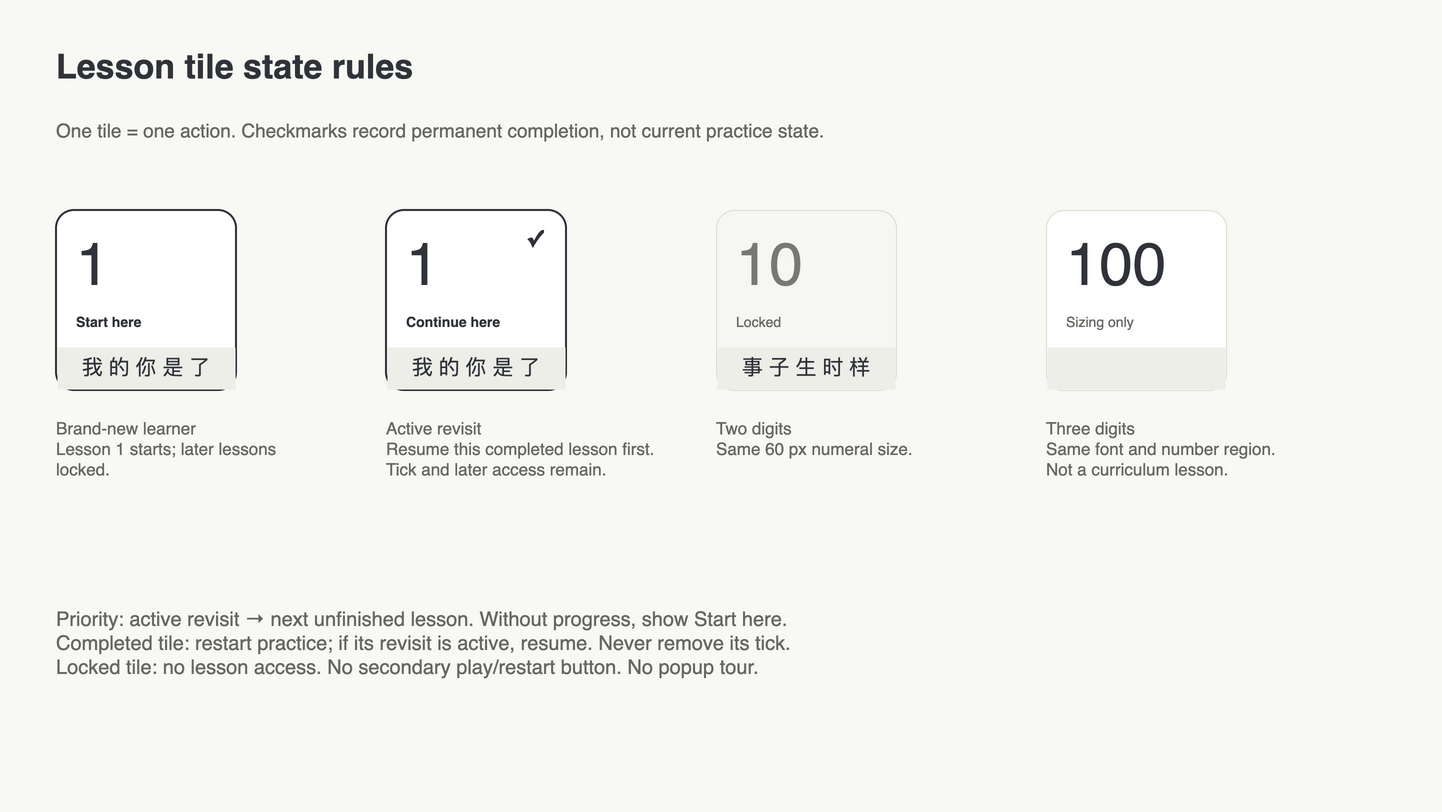 Lesson tile state rules
One tile = one action. Checkmarks record permanent completion, not current practice state.
1 ✓
Start here
我的你是了
1
Continue here
我的你是了
10
Locked
事子生时样
100
Sizing only
Brand-new learner
Lesson 1 starts; later lessons
locked.
Active revisit
Resume this completed lesson first.
Tick and later access remain.
Two digits
Same 60 px numeral size.
Three digits
Same font and number region.
Not a curriculum lesson.
Priority: active revisit → next unfinished lesson. Without progress, show Start here.
Completed tile: restart practice; if its revisit is active, resume. Never remove its tick.
Locked tile: no lesson access. No secondary play/restart button. No popup tour.